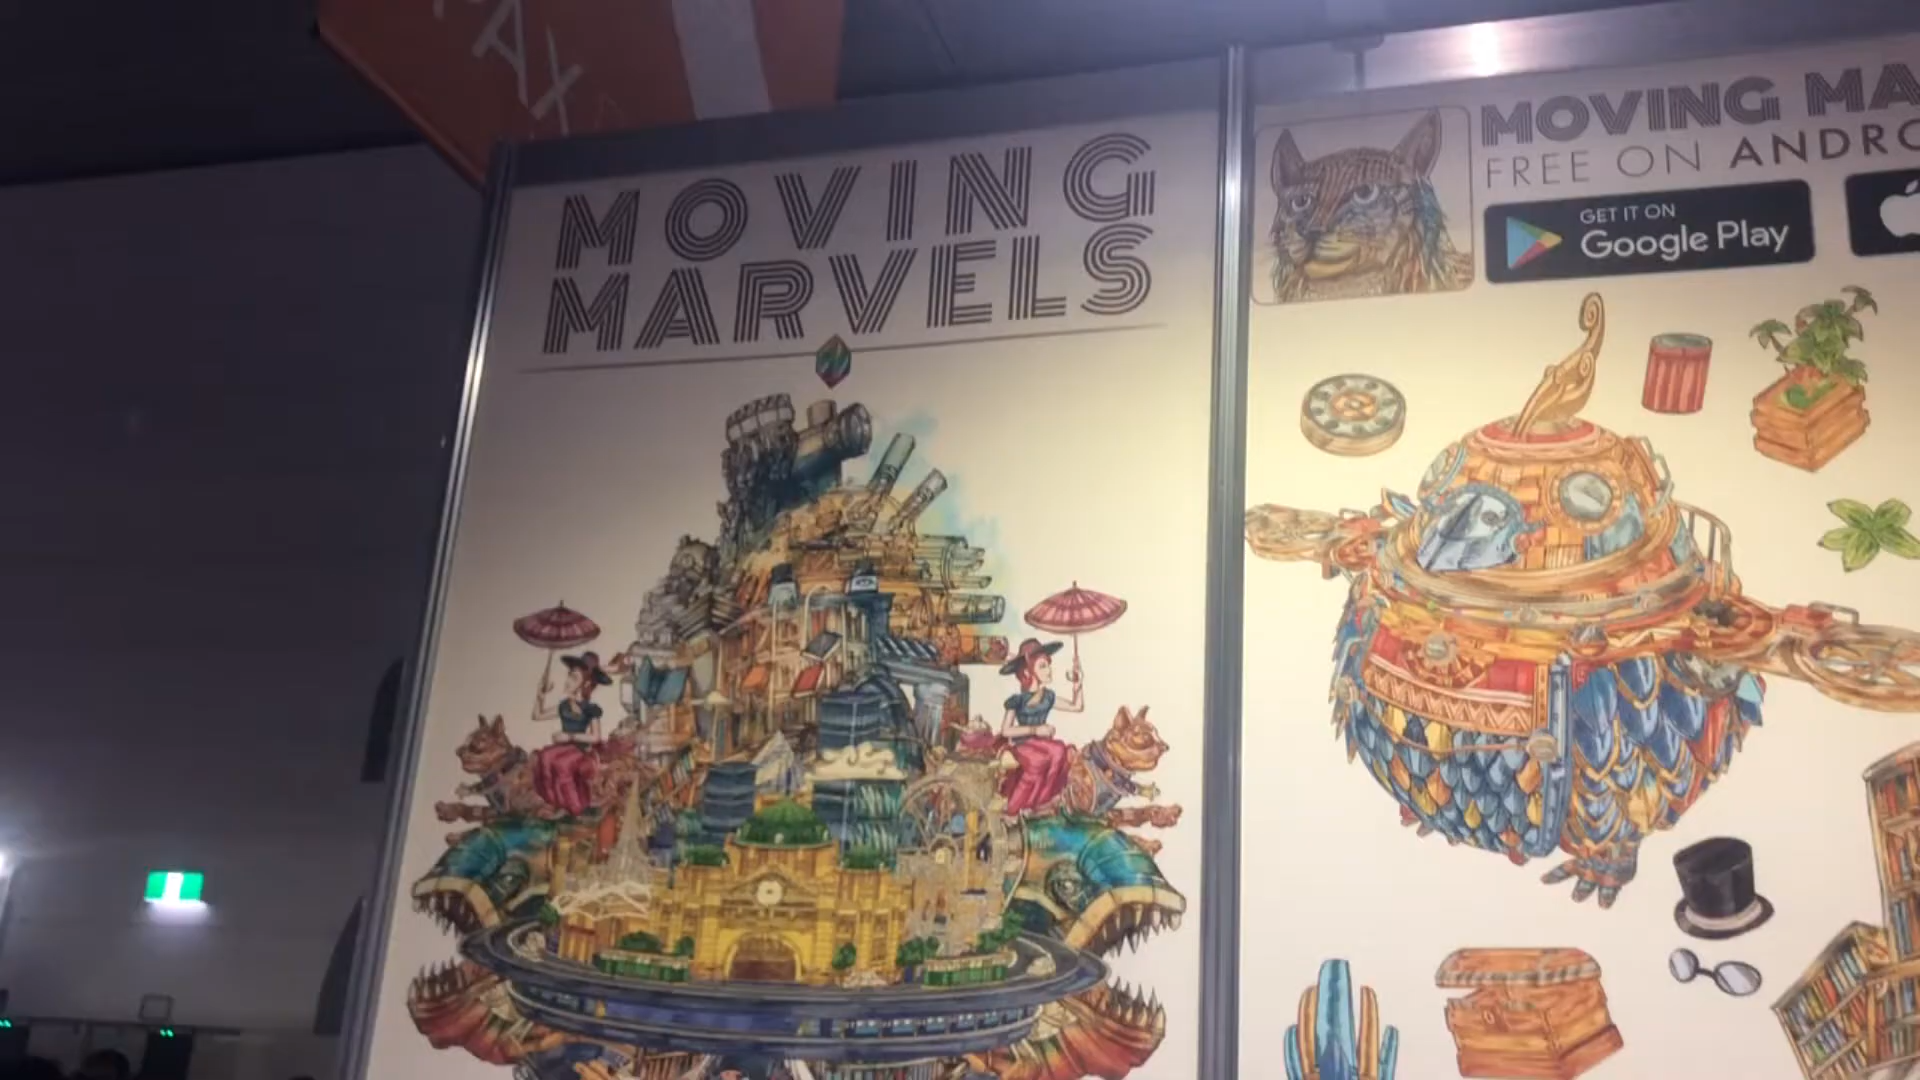 MOVING
MARVELS
MOVING MA
FREE ON ANDRO
GET IT ON
Google Play